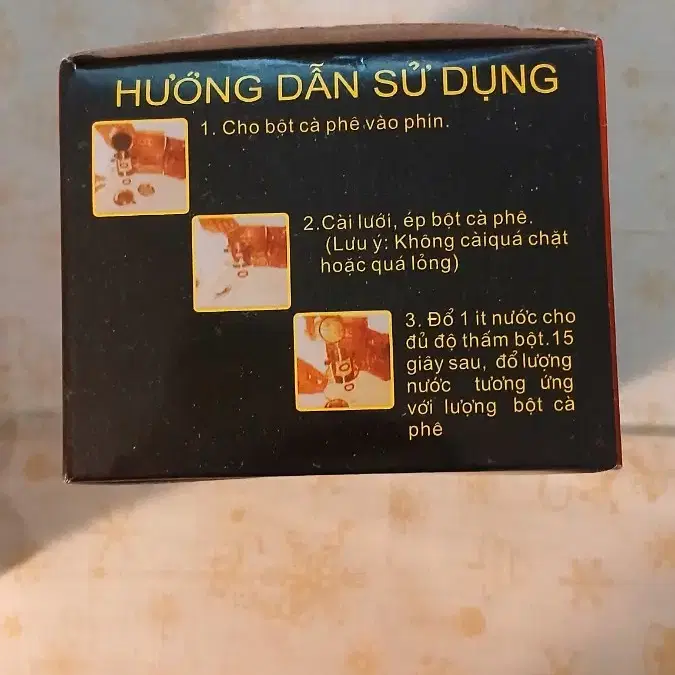 HƯỚNG DẪN SỬ DỤNG
1. Cho bột cà phê vào phin.
2.Cài lưới, ép bột cà phê.
(Lưu ý: Không càiquá chặt
hoặc quá lỏng)
3. Đổ 1 it nước cho
đủ độ thấm bột.15
giây sau, đổ lượng
nước tương ứng
với lượng bột cà
phê